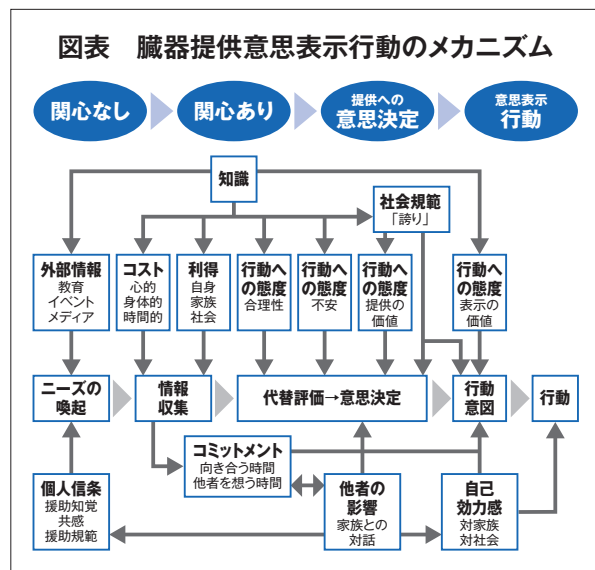 図表 臓器提供意思表示行動のメカニズム
関心なし
関心あり
提供への
意思決定
意思表示
行動
知識
社会規範
「誇り」
外部情報
教育
イベント
メディア
コスト
心的
身体的
時間的
利得
自身
家族
社会
行動へ
の態度
合理性
行動へ
の態度
不安
行動へ
の態度
提供の
価値
行動へ
の態度
表示の
価値
ニーズの
喚起
情報
収集
代替評価→意思決定
行動
意図
行動
コミットメント
向き合う時間
他者を想う時間
個人信条
援助知覚
共感
援助規範
他者の
影響
家族との
対話
自己
効力感
対家族
対社会